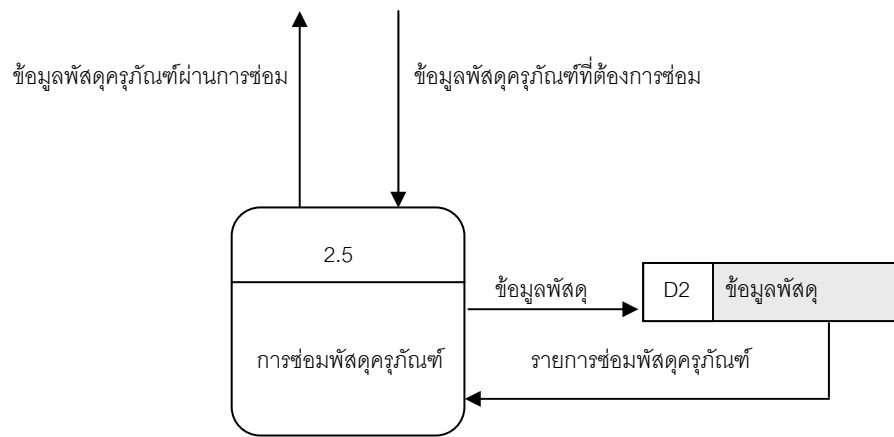 ข้อมูลพัสดุครุภัณฑ์ผ่านการซ่อม
ข้อมูลพัสดุครุภัณฑ์ที่ต้องการซ่อม
2.5
ข้อมูลพัสดุ
D2
ข้อมูลพัสดุ
การซ่อมพัสดุครุภัณฑ์
รายการซ่อมพัสดุครุภัณฑ์